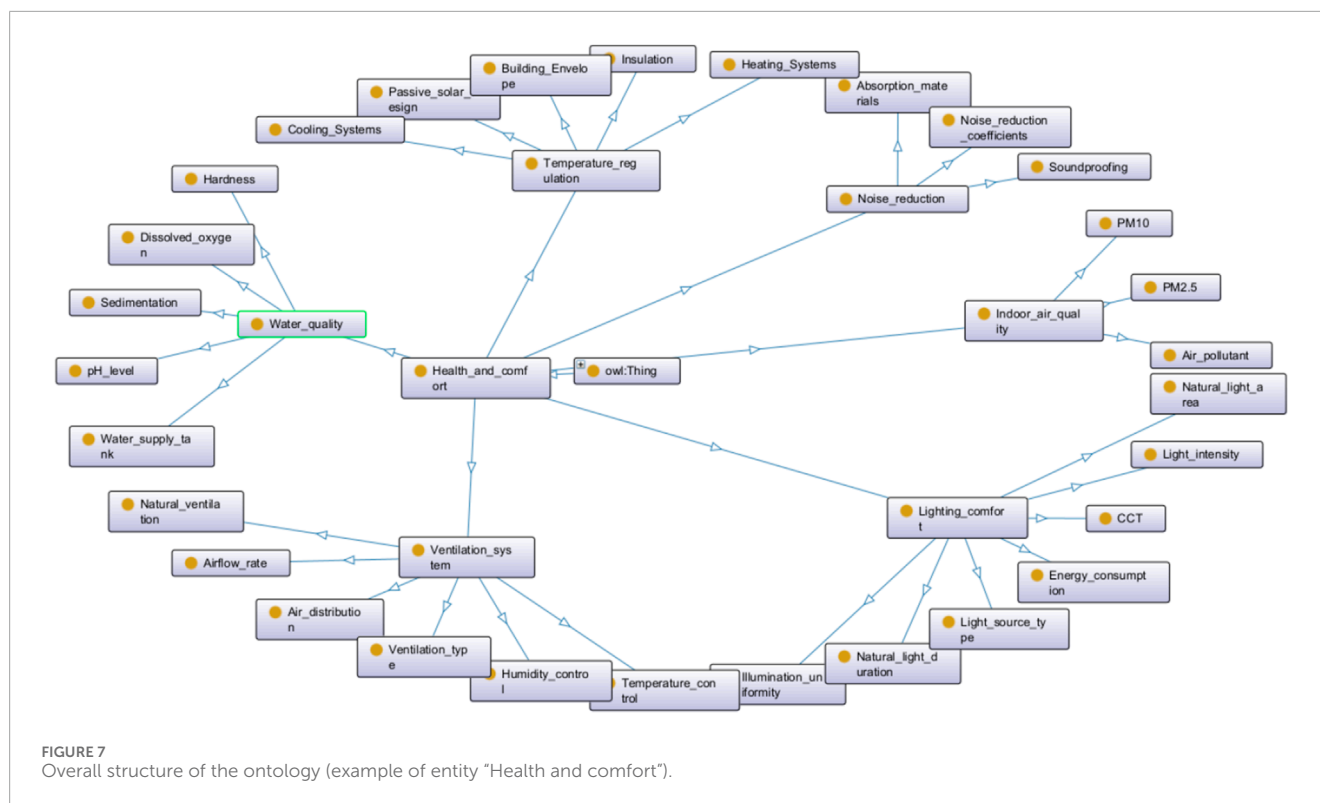 Insulation
Building_Envelo
pe
Heating_Systems
Passive_solar_
esign
Absorption_mate
rials
Cooling_Systems
Noise_reduction
_coefficients
Temperature_reg
ulation
Soundproofing
Hardness
Noise_reduction
PM10
Dissolved_oxyge
n
PM2.5
Sedimentation
Water_quality
Indoor_air_qual
ity
Air_pollutant
pH_level
Health_and_comf
ort
owl:Thing
Natural_light_a
rea
Water_supply_ta
nk
Light_intensity
Natural_ventila
tion
Lighting_comfor
t
CCT
Ventilation_sys
tem
Airflow_rate
Energy_consumpt
ion
Air_distributio
n
Light_source_ty
pe
Ventilation_typ
e
Natural_light_d
uration
Humidity_contro
l
Temperature_con
trol
Illumination_un
iformity
FIGURE 7
Overall structure of the ontology (example of entity “Health and comfort”).